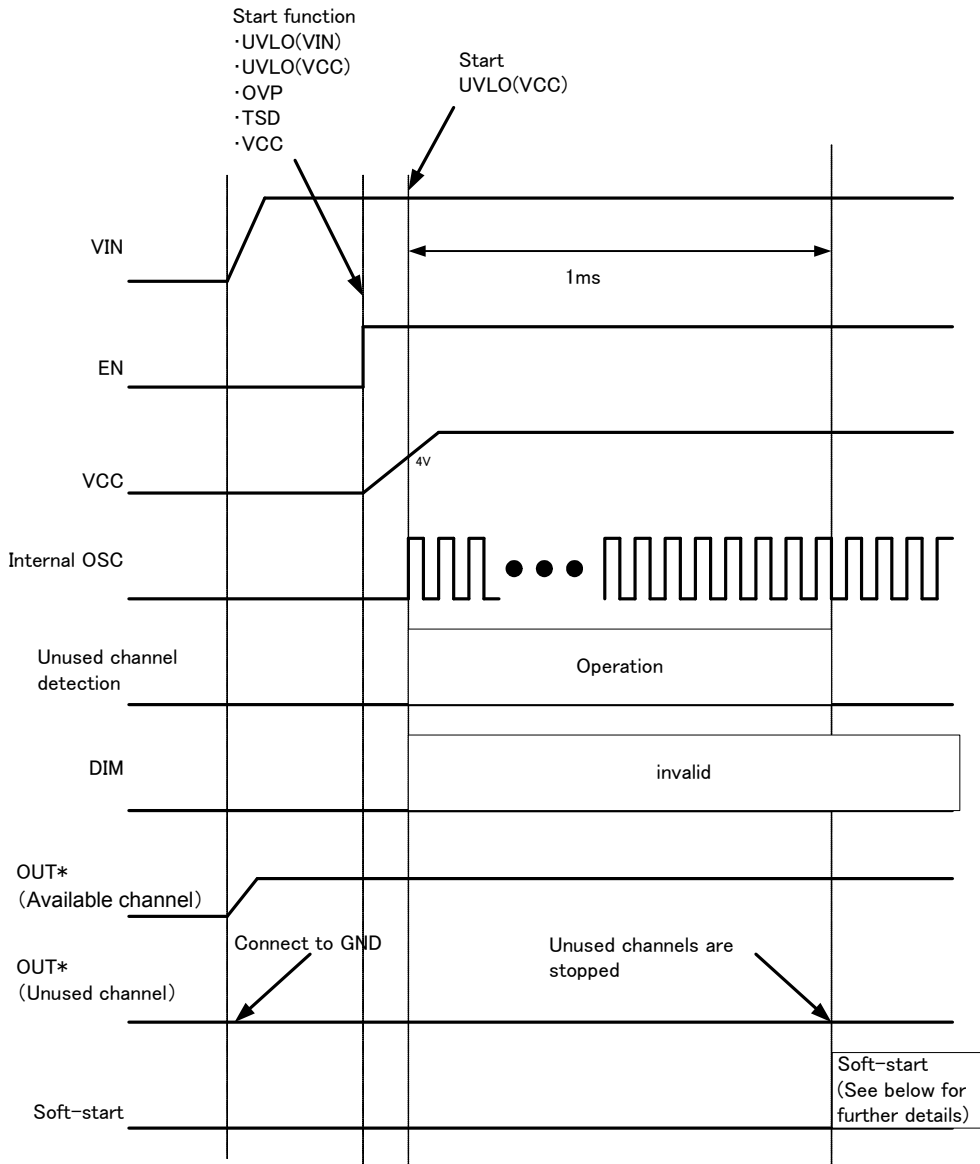 Start function
・UVLO(VIN)
・UVLO(VCC)
・OVP
・TSD
・VCC
Start
UVLO(VCC)
VIN
1ms
EN
VCC
4V
Internal OSC
Unused channel
detection
Operation
DIM
invalid
OUT*
(Available channel)
Connect to GND
Unused channels are
stopped
OUT*
(Unused channel)
Soft-start
Soft-start
(See below for
further details)